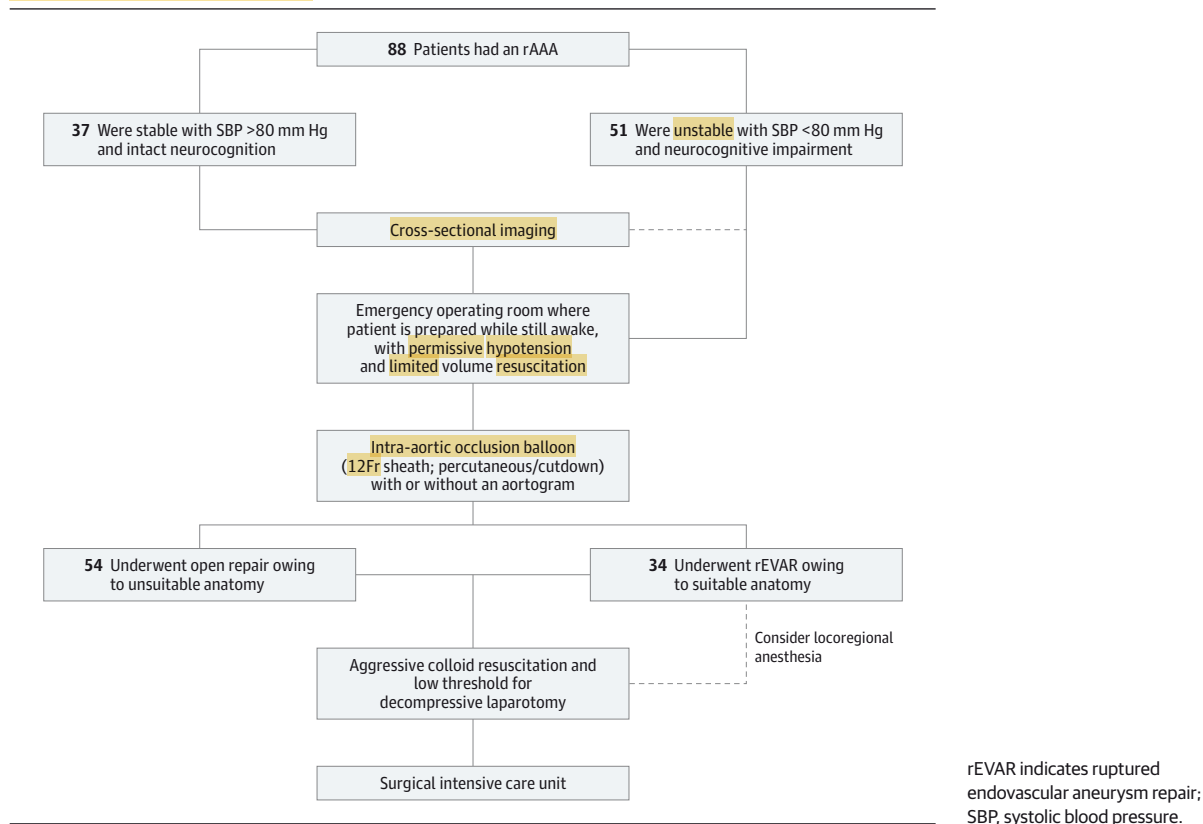 88 Patients had an rAAA
37 Were stable with SBP >80 mm Hg
and intact neurocognition
51 Were unstable with SBP <80 mm Hg
and neurocognitive impairment
Cross-sectional imaging
Emergency operating room where
patient is prepared while still awake,
with permissive hypotension
and limited volume resuscitation
Intra-aortic occlusion balloon
(12Fr sheath; percutaneous/cutdown)
with or without an aortogram
54 Underwent open repair owing
to unsuitable anatomy
34 Underwent rEVAR owing
to suitable anatomy
Consider locoregional
anesthesia
Aggressive colloid resuscitation and
low threshold for
decompressive laparotomy
Surgical intensive care unit
rEVAR indicates ruptured
endovascular aneurysm repair;
SBP, systolic blood pressure.